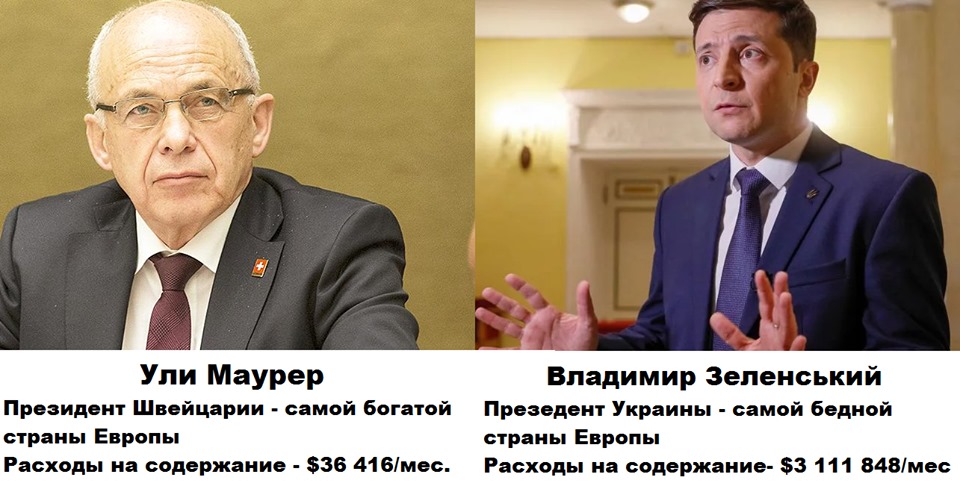 Ули Маурер
Президент Швейцарии - самой богатой
страны Европы
Расходы на содержание - $36 416/мес.
Владимир Зеленський
Презедент Украины - самой бедной
страны Европы
Расходы на содержание- $3 111 848/мес